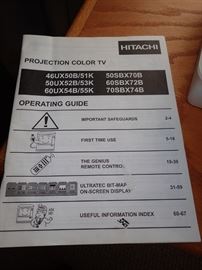 HITACHI
PROJECTION COLOR TV
46UX50B/51K 50SBX70B
50UX52B/53K 60SBX72B
60UX54B/55K 70SBX74B
OPERATING GUIDE
IMPORTANT SAFEGUARDS 2-4
FIRST TIME USE 5-18
THE GENIUS
REMOTE CONTROL 19-30
ULTRATEC BIT-MAP
ON-SCREEN DISPLAY 31-59
USEFUL INFORMATION INDEX 60-67